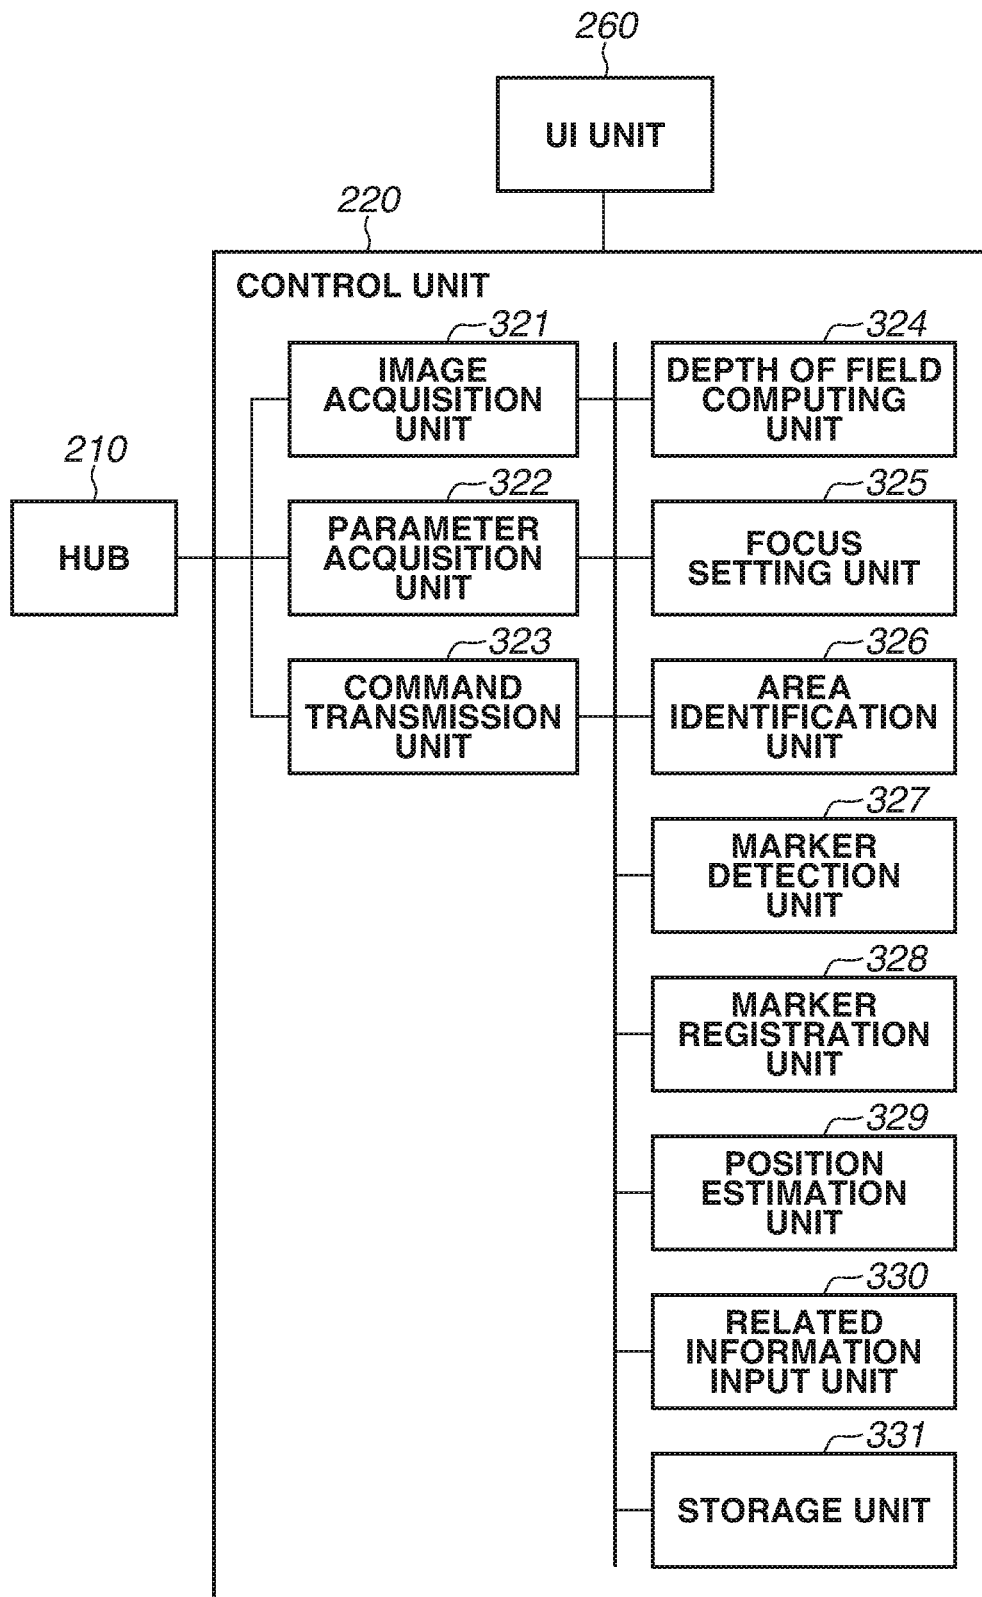 260
UI UNIT
220
CONTROL UNIT
321
IMAGE
ACQUISITION
UNIT
324
DEPTH OF FIELD
COMPUTING
UNIT
210
HUB
322
PARAMETER
ACQUISITION
UNIT
325
FOCUS
SETTING UNIT
323
COMMAND
TRANSMISSION
UNIT
326
AREA
IDENTIFICATION
UNIT
327
MARKER
DETECTION
UNIT
328
MARKER
REGISTRATION
UNIT
329
POSITION
ESTIMATION
UNIT
330
RELATED
INFORMATION
INPUT UNIT
331
STORAGE UNIT